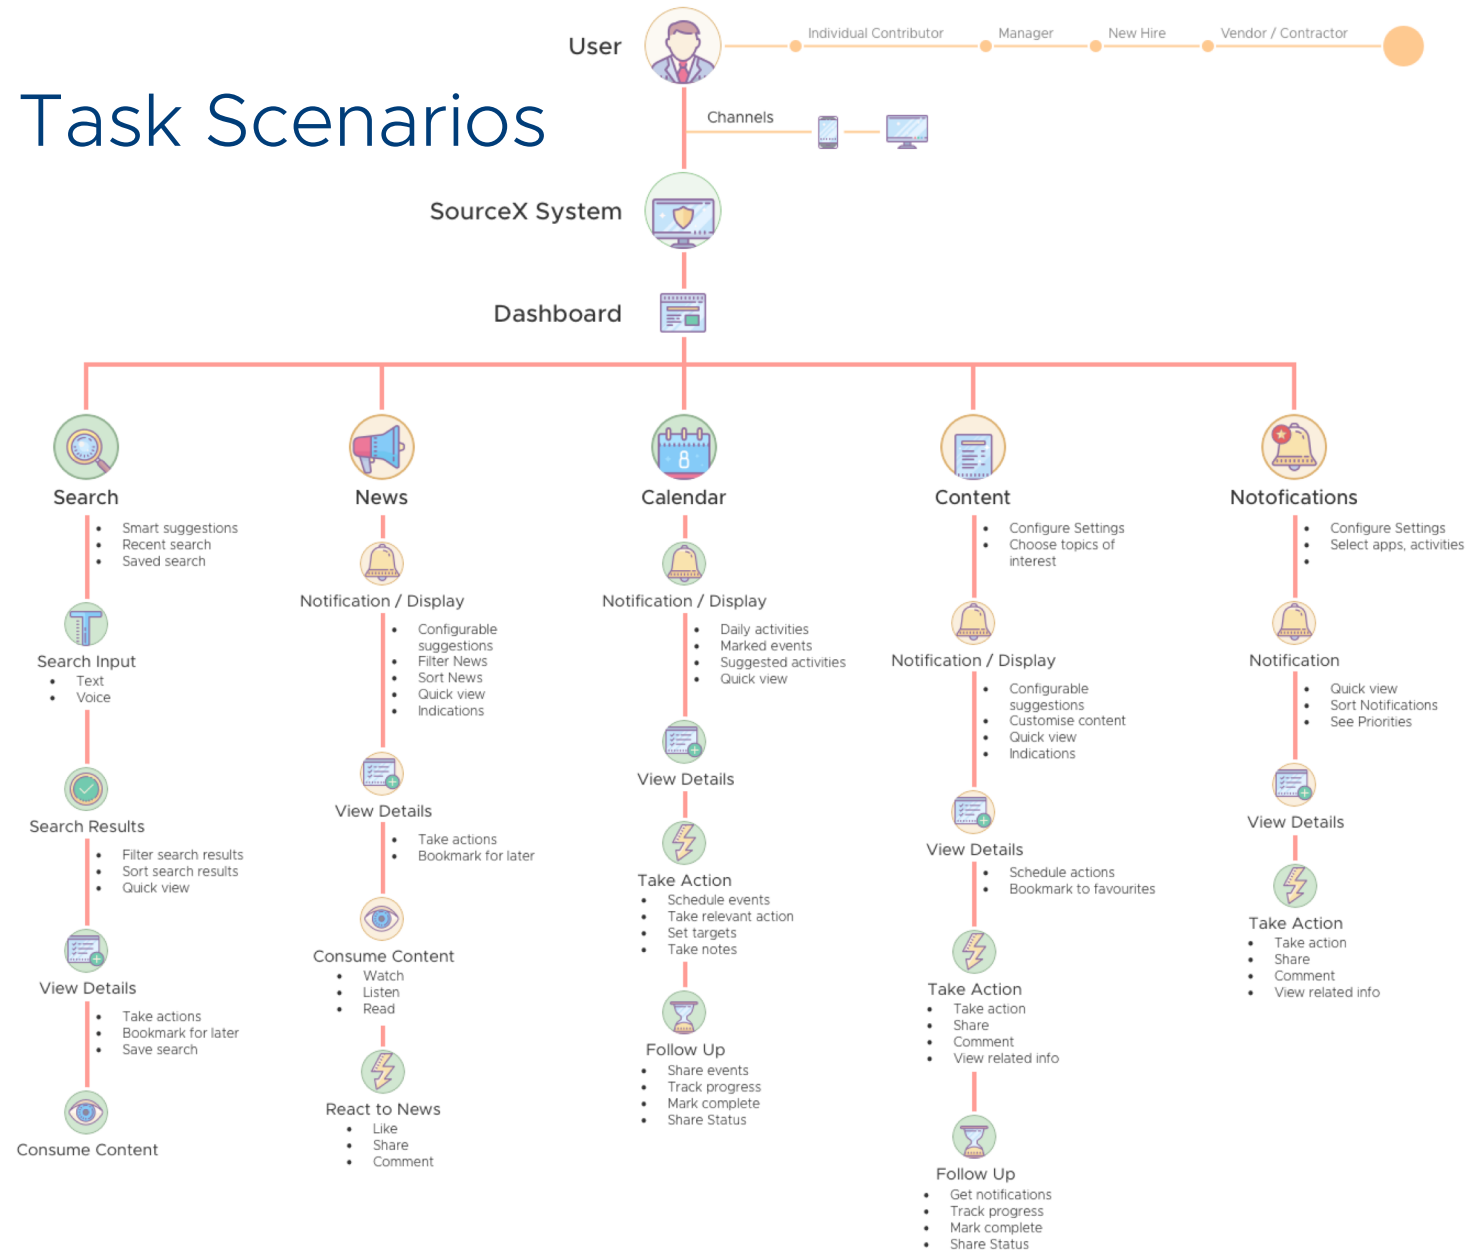 User
Individual Contributor
Manager
New Hire
Vendor / Contractor
Task Scenarios
Channels
SourceX System
Dashboard
Search
Smart suggestions
Recent search
Saved search
Search Input
Text
Voice
Search Results
Filter search results
Sort search results
Quick view
View Details
Take actions
Bookmark for later
Save search
Consume Content
News
Notification / Display
Configurable
suggestions
Filter News
Sort News
Quick view
Indications
View Details
Take actions
Bookmark for later
Consume Content
Watch
Listen
Read
React to News
Like
Share
Comment
8
Calendar
Notification / Display
Daily activities
Marked events
Suggested activities
Quick view
View Details
Take Action
Schedule events
Take relevant action
Set targets
Take notes
Follow Up
Share events
Track progress
Mark complete
Share Status
Content
Configure Settings
Choose topics of
interest
Notification / Display
Configurable
suggestions
Customise content
Quick view
Indications
View Details
Schedule actions
Bookmark to favourites
Take Action
Take action
Share
Comment
View related info
Follow Up
Get notifications
Track progress
Mark complete
Share Status
Notofications
Configure Settings
Select apps, activities
Notification
Quick view
Sort Notifications
See Priorities
View Details
Take Action
Take action
Share
Comment
View related info